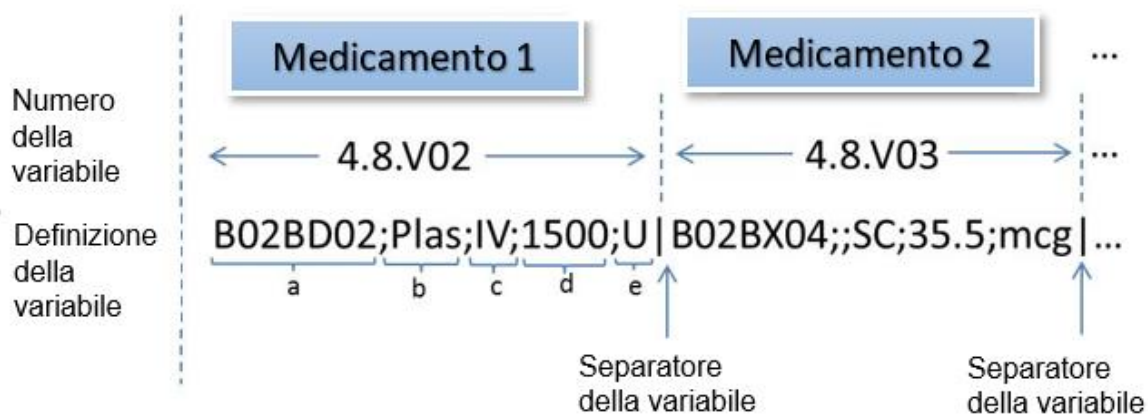 Medicamento 1
Medicamento 2
...
Numero
della
variabile
4.8.V02
4.8.V03
...
Definizione
della
variabile
B02BD02;Plas;IV;1500;U|B02BX04;;SC;35.5;mcg|...
a
b
c
d
e
Separatore
della variabile
Separatore
della variabile